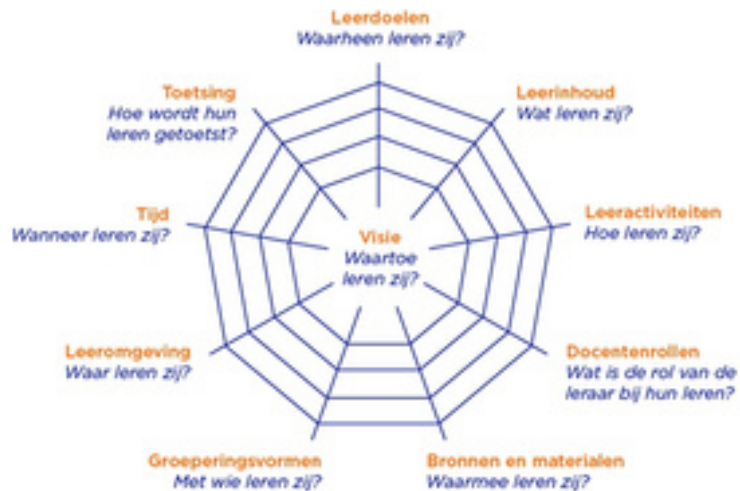 Leerdoelen
Waarheen leren zij?
Leerinhoud
Wat leren zij?
Leeractiviteiten
Hoe leren zij?
Docentenrollen
Wat is de rol van de
leraar bij hun leren?
Bronnen en materialen
Waarmee leren zij?
Groeperingsvormen
Met wie leren zij?
Leeromgeving
Waar leren zij?
Tijd
Wanneer leren zij?
Toetsing
Hoe wordt hun
leren getoetst?
Visie
Waartoe
leren zij?